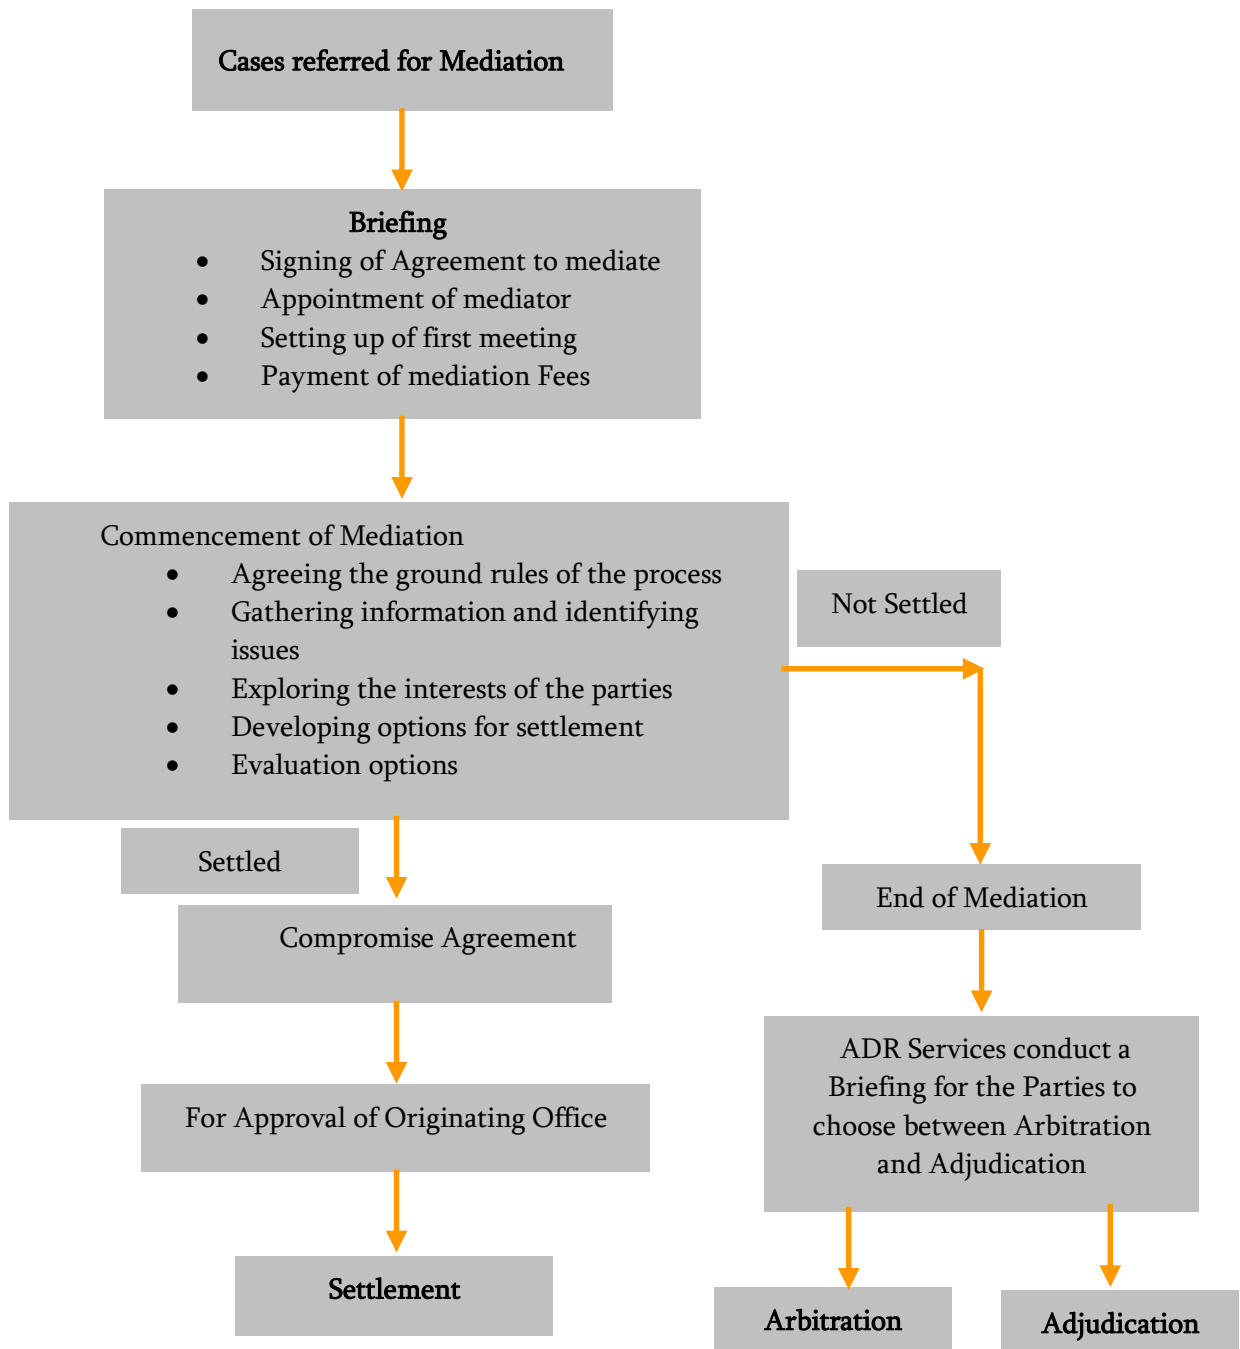 Cases referred for Mediation
Briefing
• Signing of Agreement to mediate
• Appointment of mediator
• Setting up of first meeting
• Payment of mediation Fees
Commencement of Mediation
• Agreeing the ground rules of the process
• Gathering information and identifying
issues
• Exploring the interests of the parties
• Developing options for settlement
• Evaluation options
Not Settled
Settled
Compromise Agreement
For Approval of Originating Office
Settlement
End of Mediation
ADR Services conduct a
Briefing for the Parties to
choose between Arbitration
and Adjudication
Arbitration
Adjudication